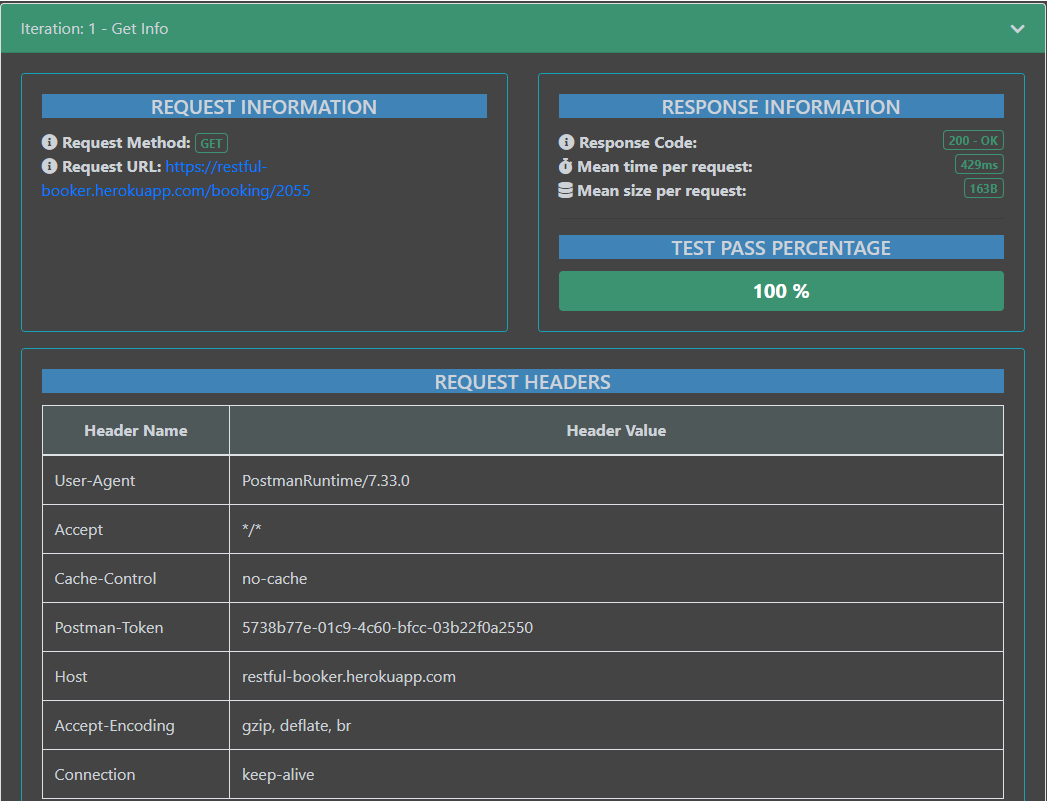 Iteration: 1 - Get Info
REQUEST INFORMATION
Request Method: GET
Request URL: https://restful-
booker.herokuapp.com/booking/2055
RESPONSE INFORMATION
Response Code: 200 - OK
Mean time per request: 429ms
Mean size per request: 163B
TEST PASS PERCENTAGE
100 %
REQUEST HEADERS
Header Name Header Value
User-Agent PostmanRuntime/7.33.0
Accept */*
Cache-Control no-cache
Postman-Token 5738b77e-01c9-4c60-bfcc-03b22f0a2550
Host restful-booker.herokuapp.com
Accept-Encoding gzip, deflate, br
Connection keep-alive